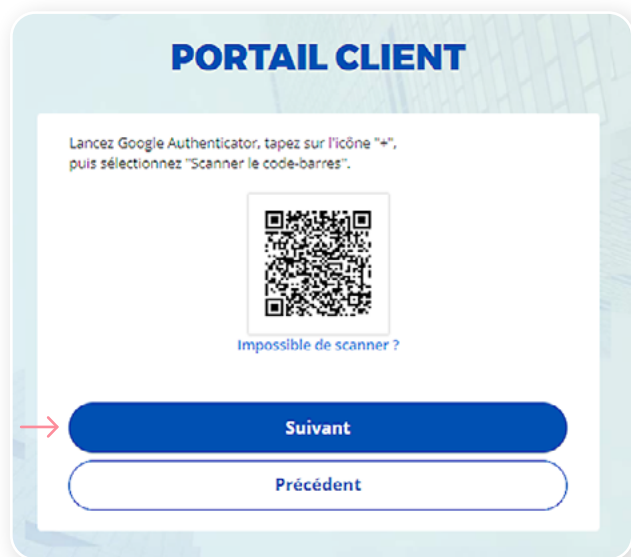 PORTAIL CLIENT
Lancez Google Authenticator, tapez sur l'icône "+",
puis sélectionnez "Scanner le code-barres".
Impossible de scanner ?
Suivant
Précédent